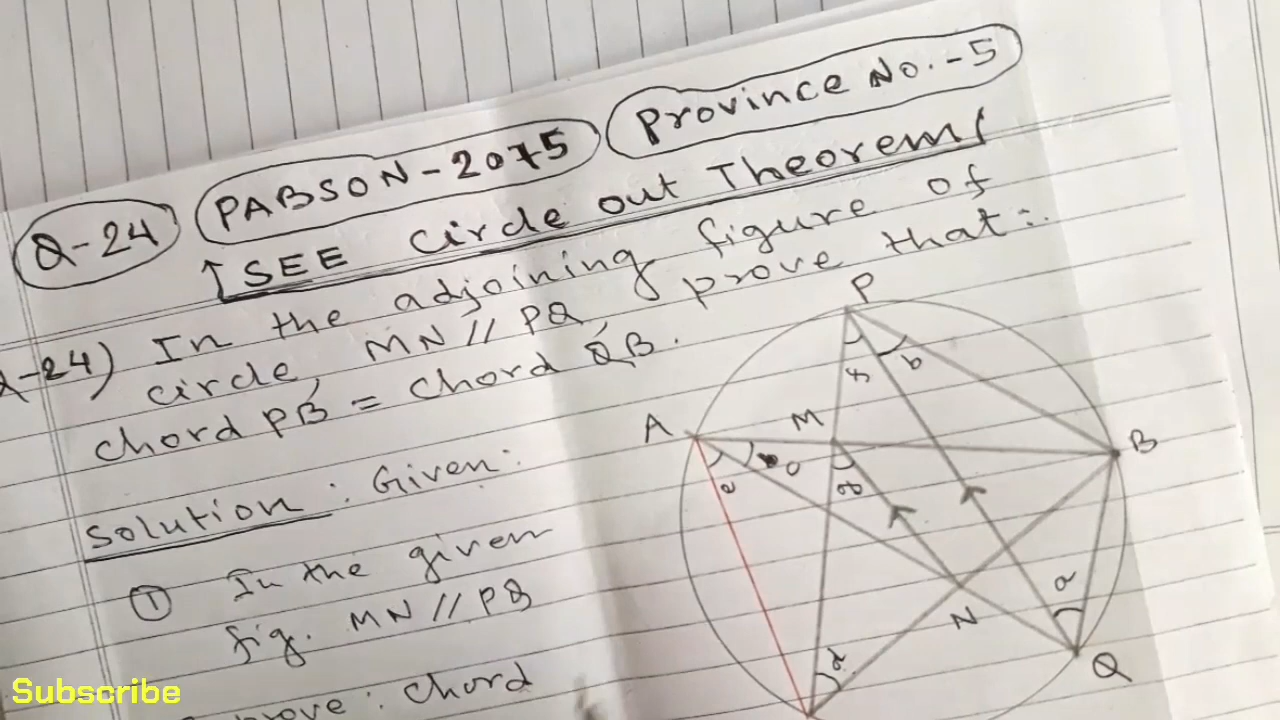 Q-24 PABSON-2075 Province No.-5
SEE Circle out Theorem
Q-24) In the adjoining figure of
circle, MN // PQ, prove that:
chord PB = chord QB.
Solution: Given:
① In the given
fig. MN // PQ
prove: chord
P
A
M
B
N
Q
b
a
d
e
Subscribe